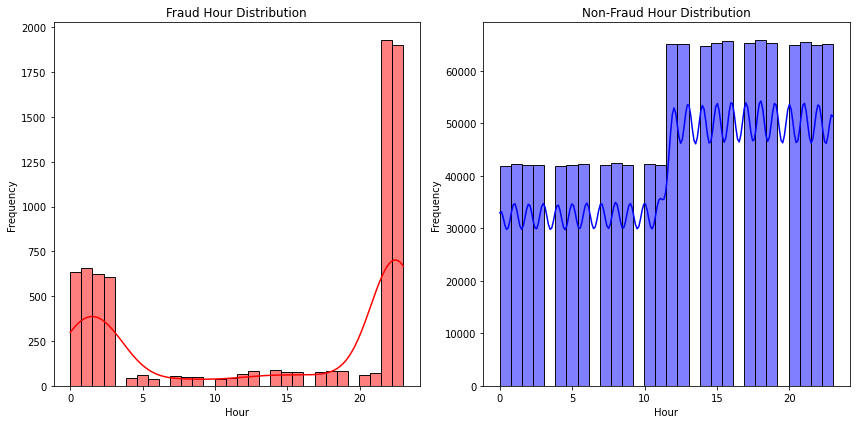 Fraud Hour Distribution
2000
1750
1500
1250
1000
750
500
250
0
Frequency
0 5 10 15 20
Hour
Non-Fraud Hour Distribution
60000
50000
40000
30000
20000
10000
0
Frequency
0 5 10 15 20
Hour